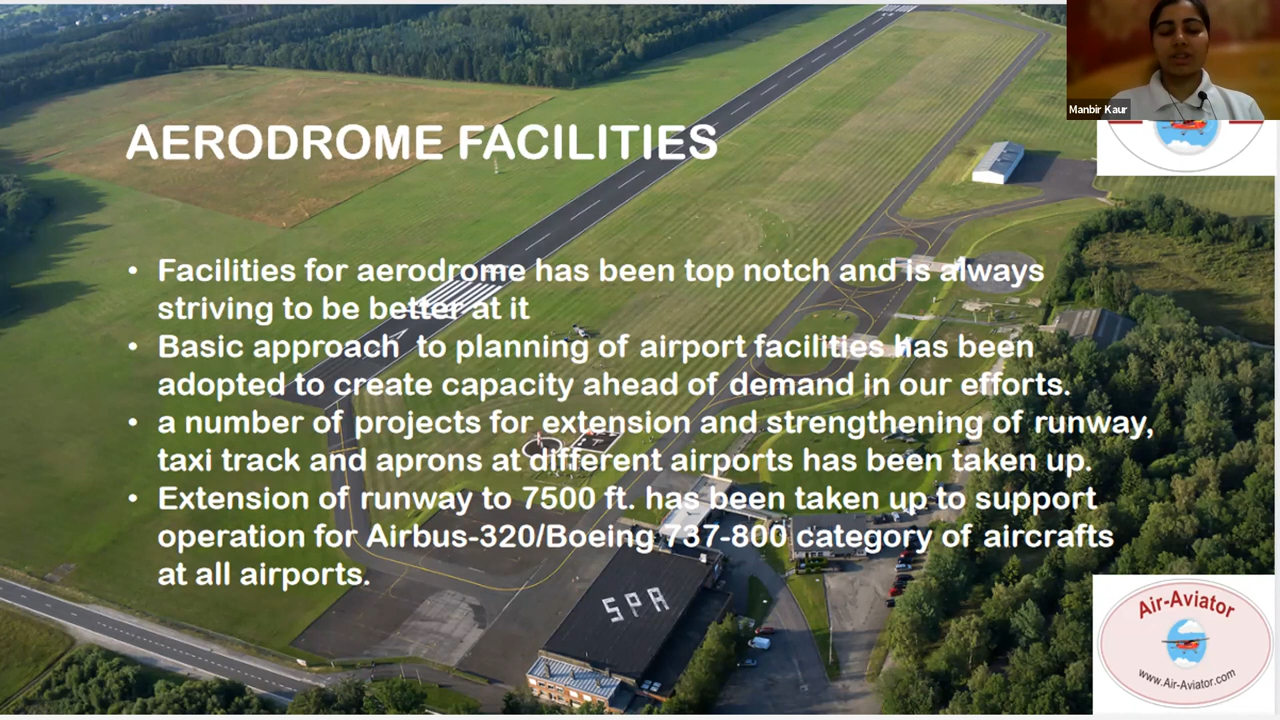 Manbir Kaur
AERODROME FACILITIES
• Facilities for aerodrome has been top notch and is always
striving to be better at it
• Basic approach to planning of airport facilities has been
adopted to create capacity ahead of demand in our efforts.
• a number of projects for extension and strengthening of runway,
taxi track and aprons at different airports has been taken up.
• Extension of runway to 7500 ft. has been taken up to support
operation for Airbus-320/Boeing 737-800 category of aircrafts
at all airports.
SPA
Air-Aviator
www.Air-Aviator.com